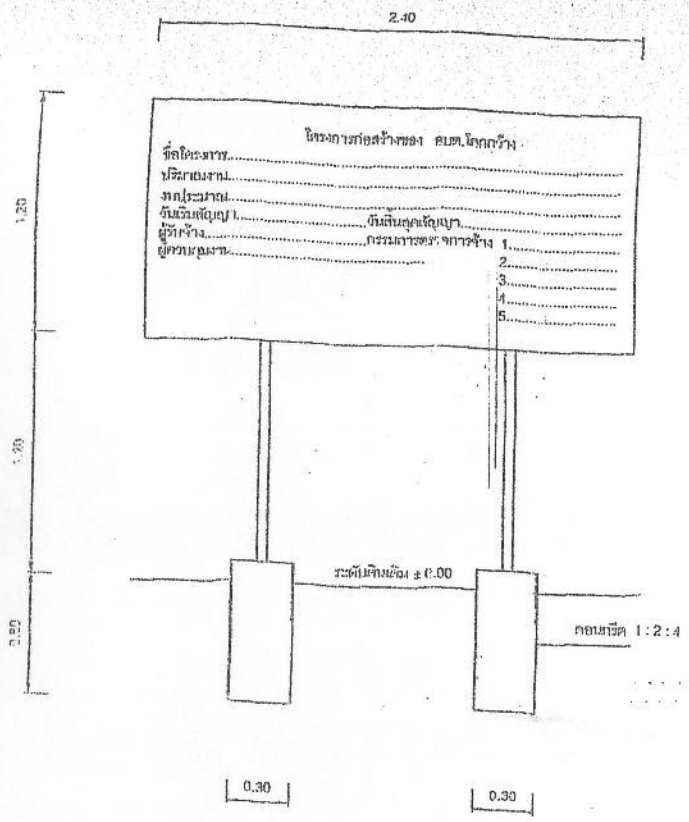 2.40
โครงการก่อสร้างของ อบต.โคกกว้าง
ชื่อโครงการ
ปริมาณงาน
งบประมาณ
วันเริ่มสัญญา วันสิ้นสุดสัญญา
ผู้รับจ้าง กรรมการตรวจการจ้าง 1
ผู้ควบคุมงาน 2
3
4
5
1.20
1.20
ระดับดินเดิม ± 0.00
คอนกรีต 1:2:4
0.30
0.30